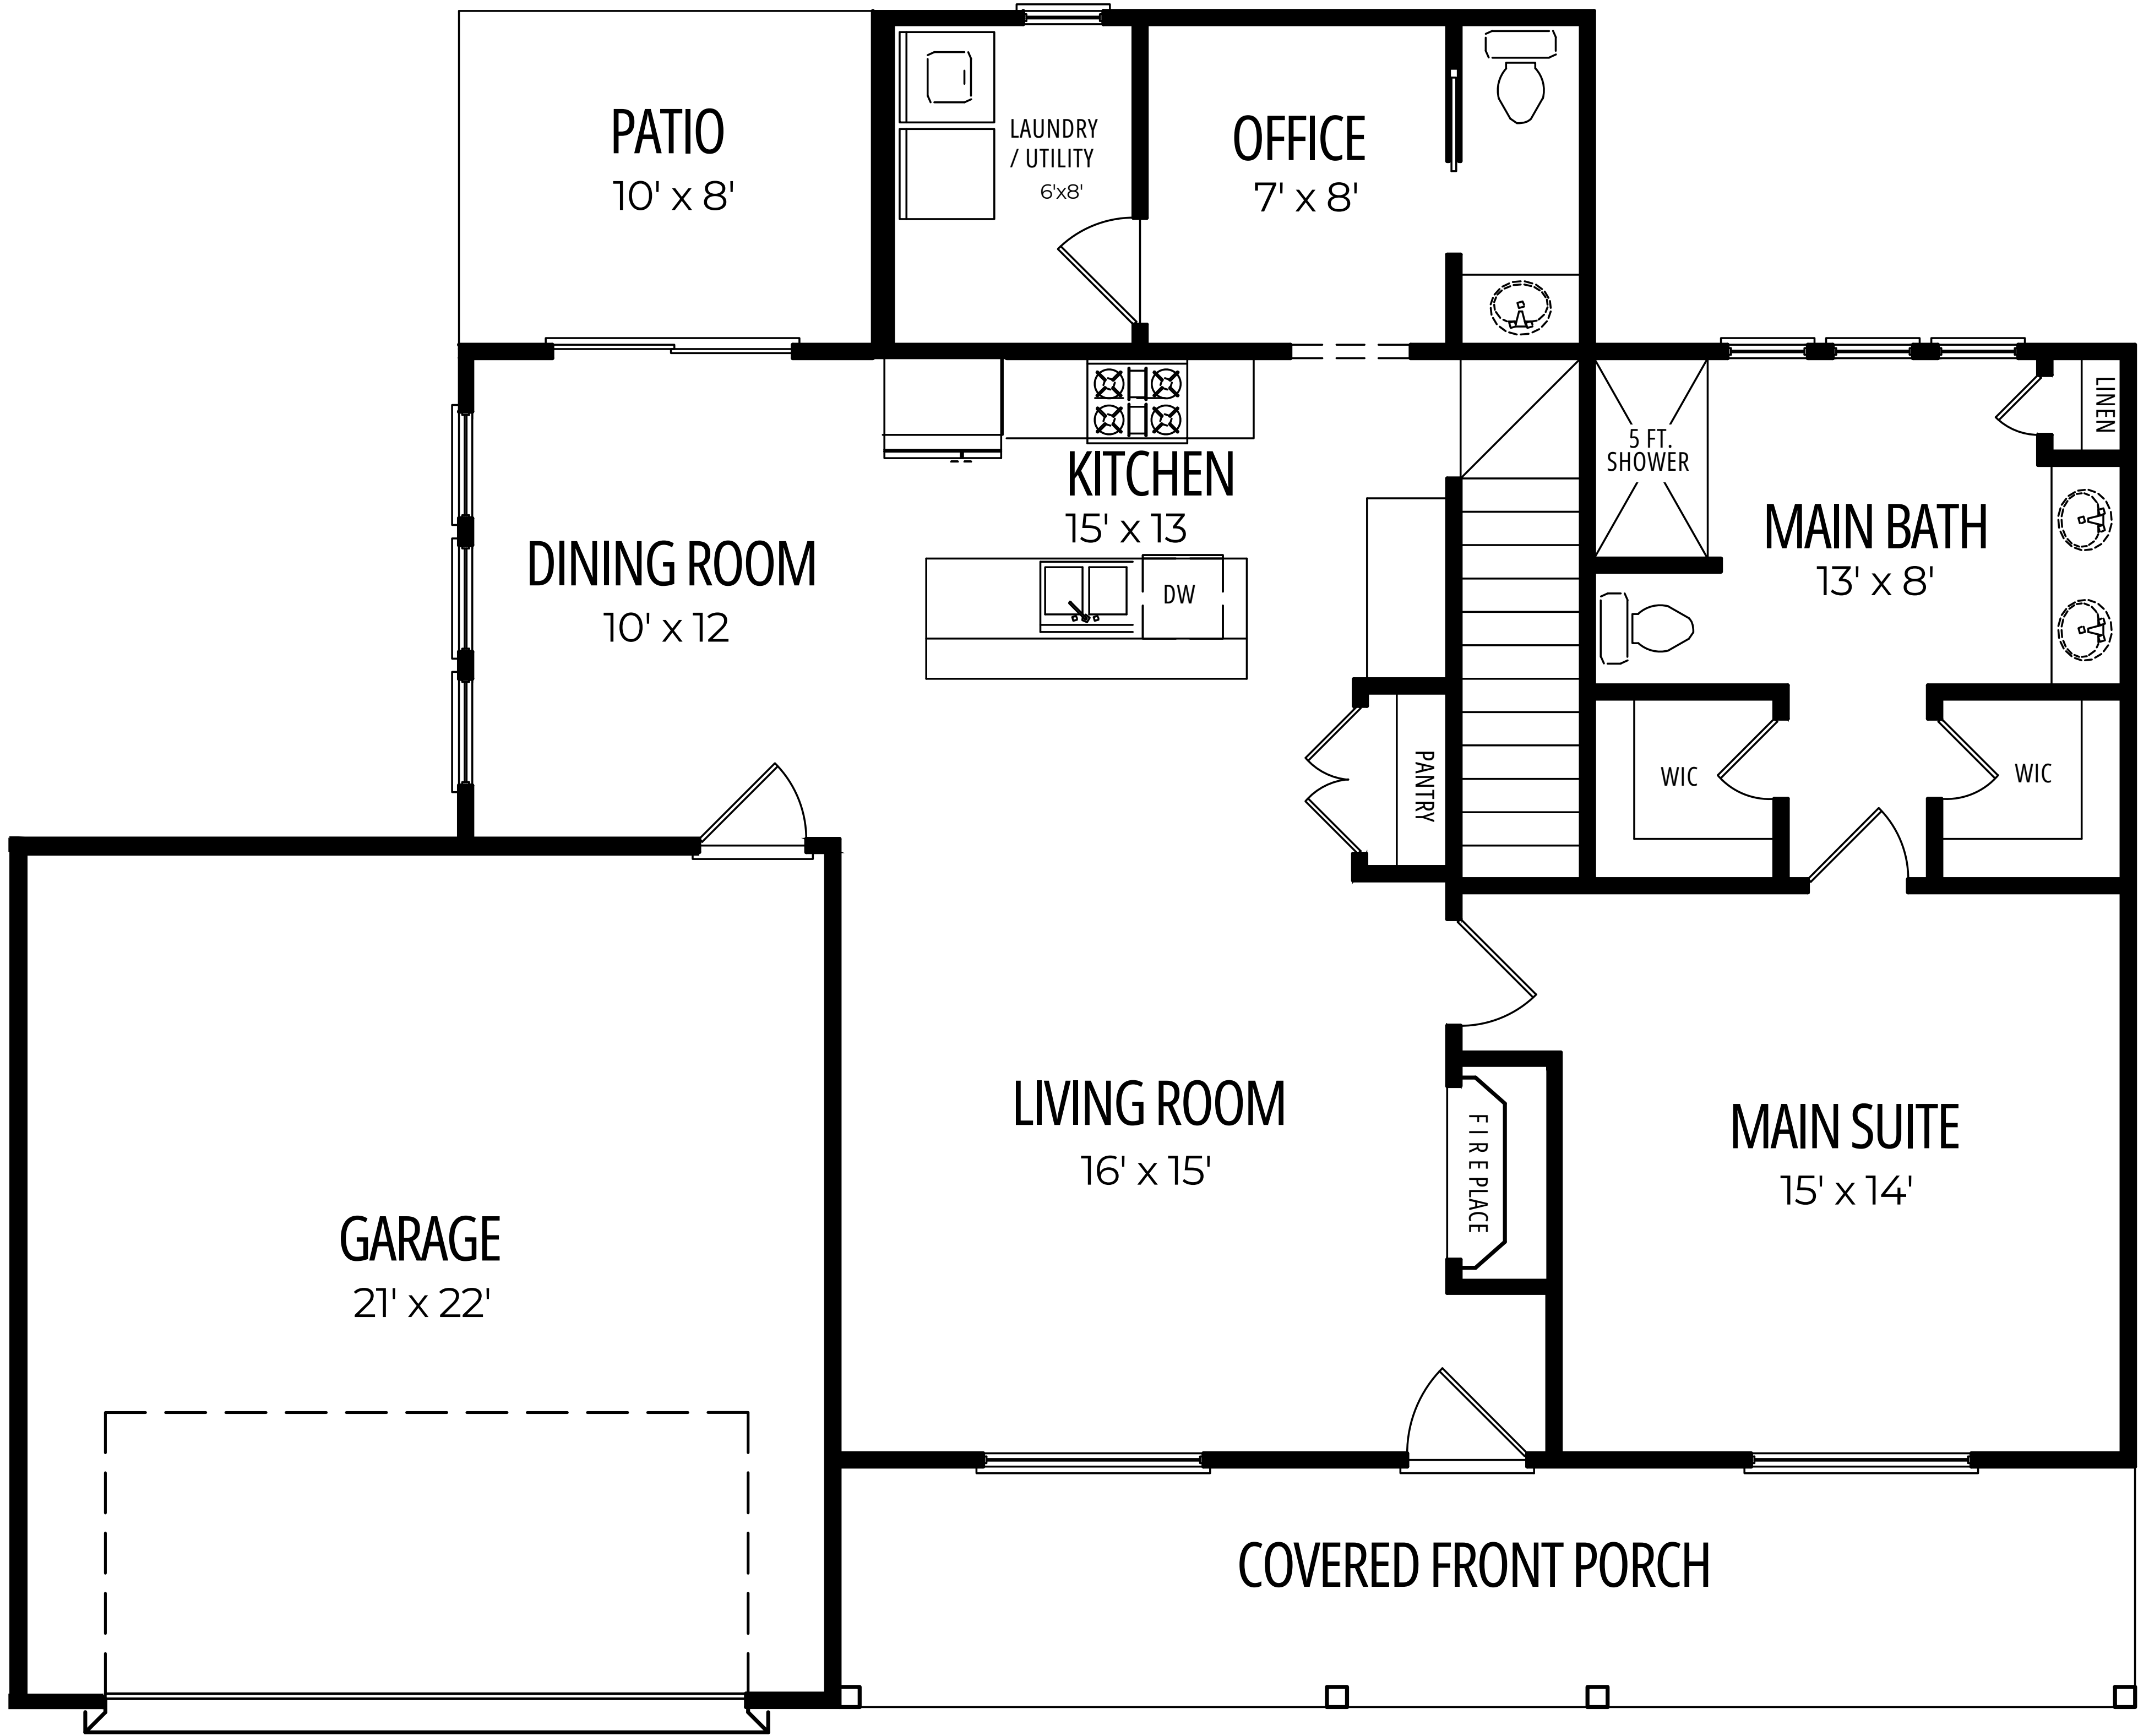 PATIO
10' x 8'
LAUNDRY
/ UTILITY
6'x8'
OFFICE
7' x 8'
KITCHEN
15' x 13
DINING ROOM
10' x 12
DW
PANTRY
5 FT.
SHOWER
LINEN
MAIN BATH
13' x 8'
WIC
WIC
LIVING ROOM
16' x 15'
FIREPLACE
MAIN SUITE
15' x 14'
GARAGE
21' x 22'
COVERED FRONT PORCH